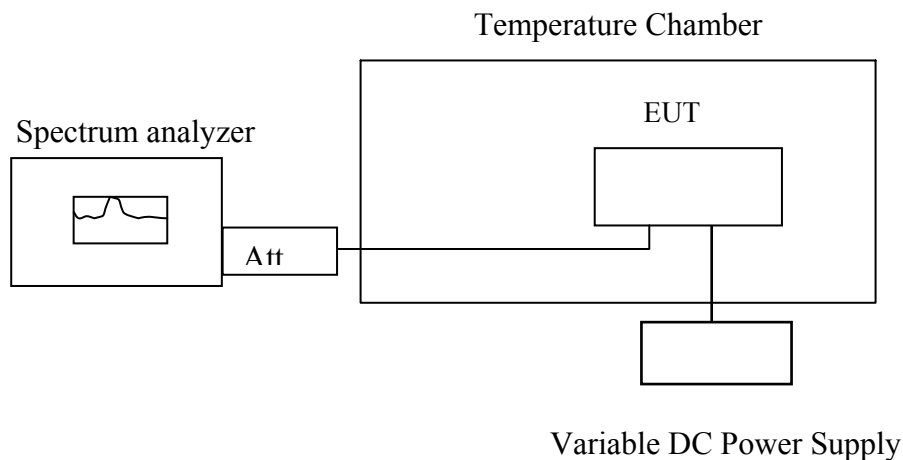 Temperature Chamber
EUT
Spectrum analyzer
Att
Variable DC Power Supply